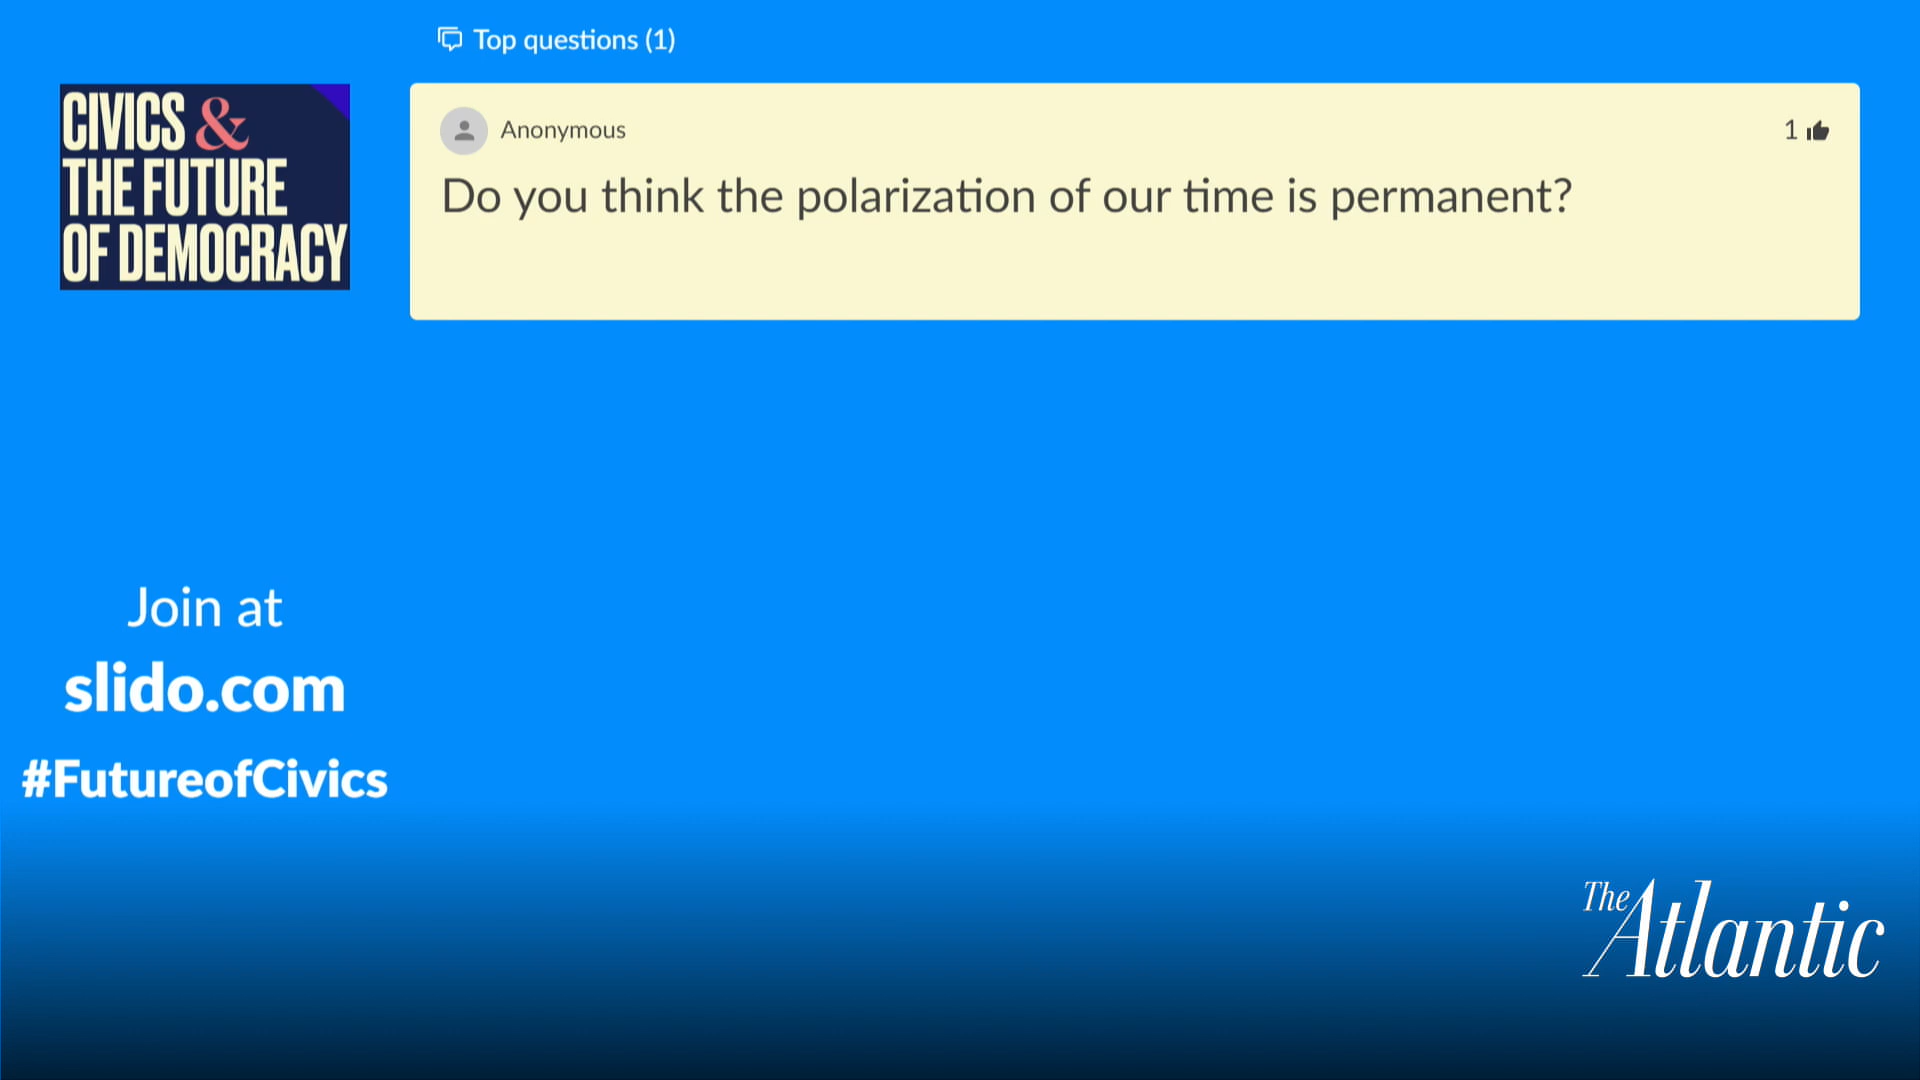 Top questions (1)
CIVICS &
THE FUTURE
OF DEMOCRACY
Anonymous
1
Do you think the polarization of our time is permanent?
Join at
slido.com
#FutureofCivics
The Atlantic